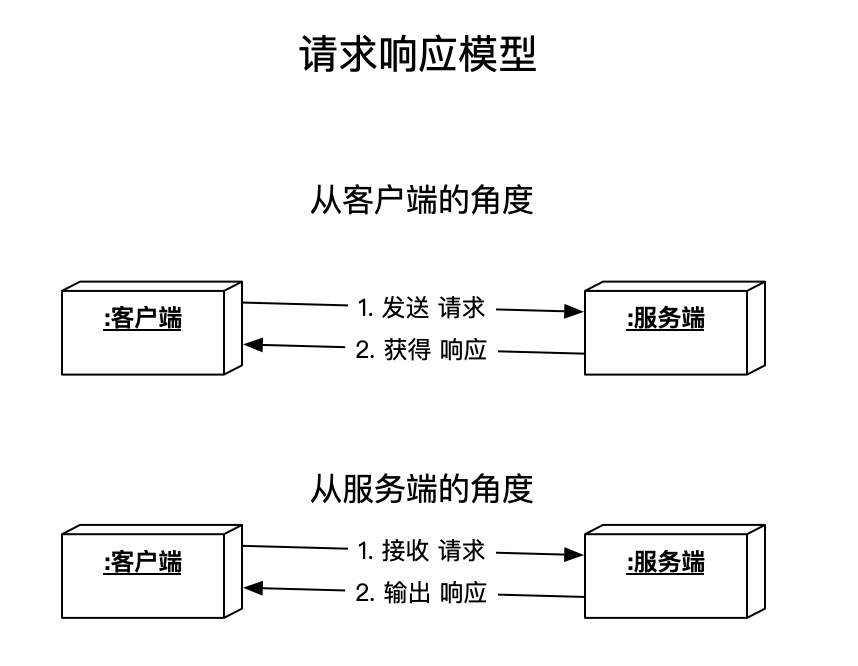 请求响应模型
从客户端的角度
:客户端
1. 发送 请求
2. 获得 响应
:服务端
从服务端的角度
:客户端
1. 接收 请求
2. 输出 响应
:服务端